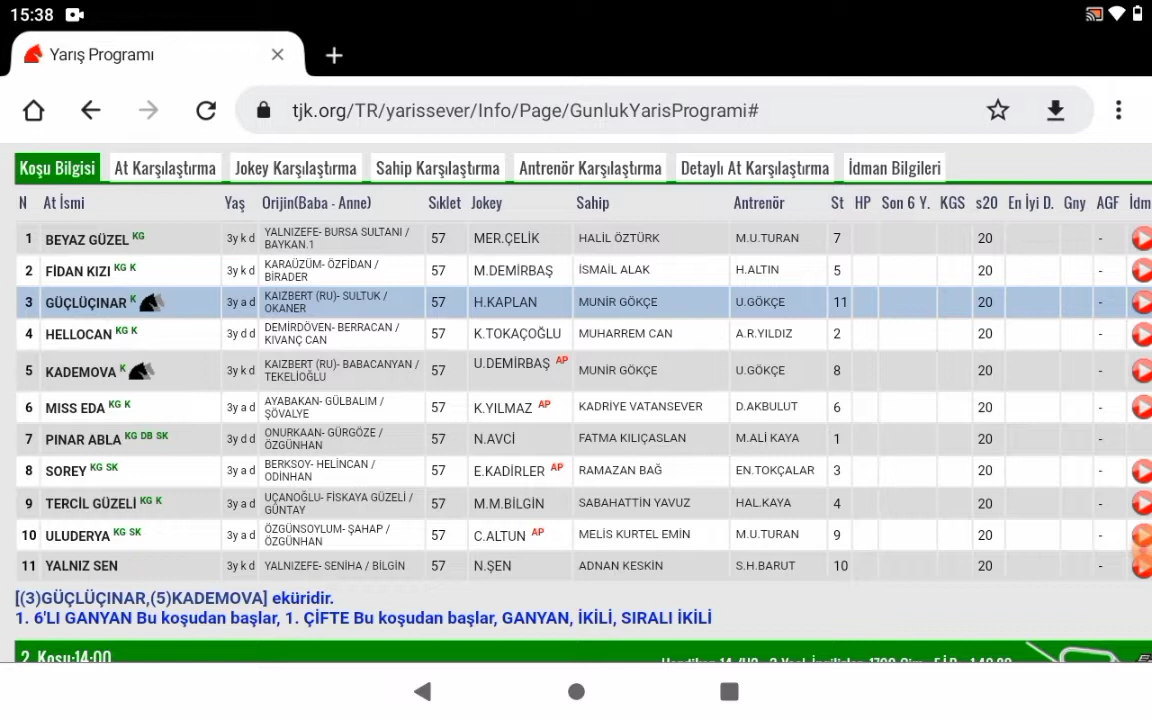 15:38
Yarış Programı
tjk.org/TR/yarissever/Info/Page/GunlukYarisProgrami#
Koşu Bilgisi At Karşılaştırma Jokey Karşılaştırma Sahip Karşılaştırma Antrenör Karşılaştırma Detaylı At Karşılaştırma İdman Bilgileri
N At İsmi Yaş Orijin(Baba - Anne) Sıklet Jokey Sahip Antrenör St HP Son 6 Y. KGS s20 En İyi D. Gny AGF İdm
1 BEYAZ GÜZEL KG 3y k d YALNIZEFE- BURSA SULTANI / BAYKAN.1 57 MER.ÇELİK HALİL ÖZTÜRK M.U.TURAN 7 20 -
2 FİDAN KIZI KG K 3y k d KARAÜZÜM- ÖZFİDAN / BİRADER 57 M.DEMİRBAŞ İSMAİL ALAK H.ALTIN 5 20 -
3 GÜÇLÜÇINAR K 3y a d KAIZBERT (RU)- SULTUK / OKANER 57 H.KAPLAN MUNİR GÖKÇE U.GÖKÇE 11 20 -
4 HELLOCAN KG K 3y d d DEMİRDÖVEN- BERRACAN / KIVANÇ CAN 57 K.TOKAÇOĞLU MUHARREM CAN A.R.YILDIZ 2 20 -
5 KADEMOVA K 3y k d KAIZBERT (RU)- BABACANYAN / TEKELİOĞLU 57 U.DEMİRBAŞ AP MUNİR GÖKÇE U.GÖKÇE 8 20 -
6 MISS EDA KG K 3y a d AYABAKAN- GÜLBALIM / ŞÖVALYE 57 K.YILMAZ AP KADRİYE VATANSEVER D.AKBULUT 6 20 -
7 PINAR ABLA KG DB SK 3y d d ONURKAAN- GÜRGÖZE / ÖZGÜNHAN 57 N.AVCİ FATMA KILIÇASLAN M.ALİ KAYA 1 20 -
8 SOREY KG SK 3y a d BERKSOY- HELİNCAN / ODİNHAN 57 E.KADİRLER AP RAMAZAN BAĞ EN.TOKÇALAR 3 20 -
9 TERCİL GÜZELİ KG K 3y a d UÇANOĞLU- FİSKAYA GÜZELİ / GÜNTAY 57 M.M.BİLGİN SABAHATTİN YAVUZ HAL.KAYA 4 20 -
10 ULUDERYA KG SK 3y a d ÖZGÜNSOYLUM- ŞAHAP / ÖZGÜNHAN 57 C.ALTUN AP MELİS KURTEL EMİN M.U.TURAN 9 20 -
11 YALNIZ SEN 3y k d YALNIZEFE- SENİHA / BİLGİN 57 N.ŞEN ADNAN KESKİN S.H.BARUT 10 20 -
[(3)GÜÇLÜÇINAR,(5)KADEMOVA] eküridir.
1. 6'LI GANYAN Bu koşudan başlar, 1. ÇİFTE Bu koşudan başlar, GANYAN, İKİLİ, SIRALI İKİLİ
2. Koşu:14:00